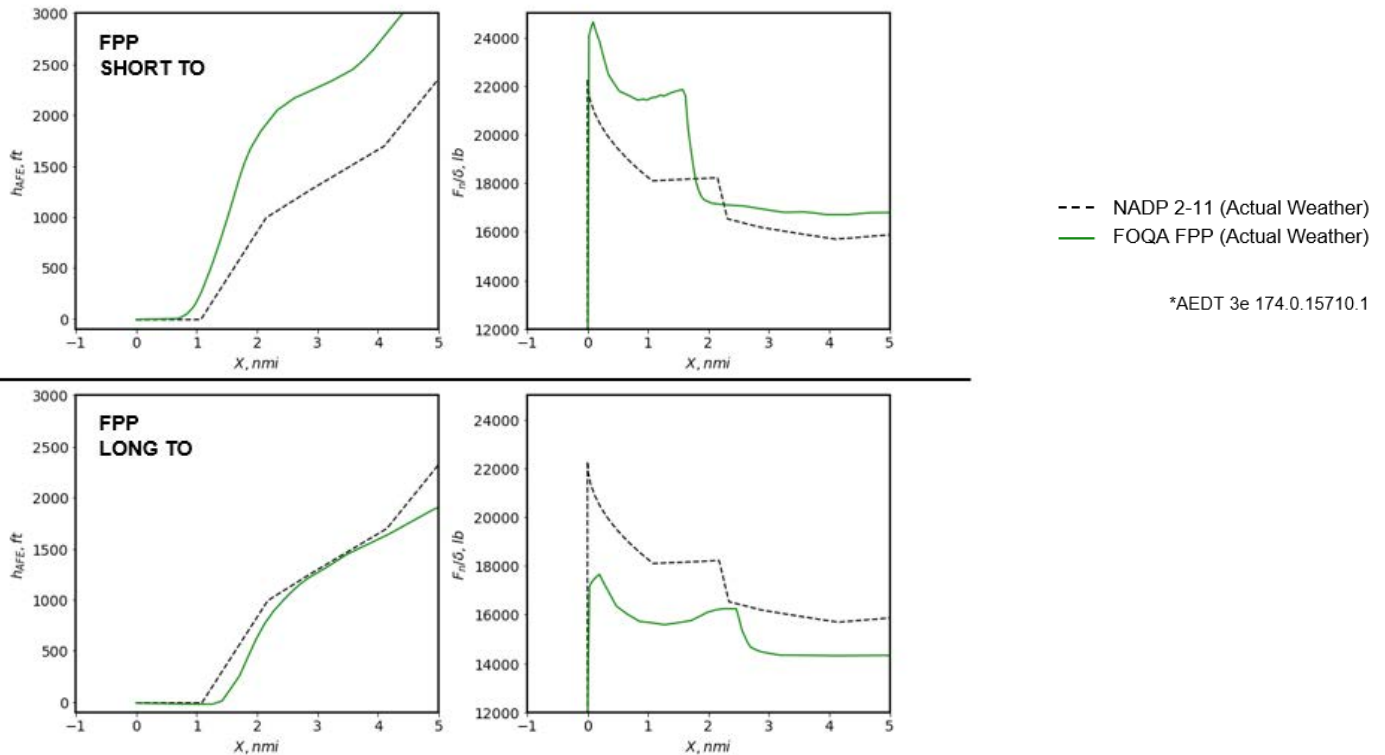 FPP
SHORT TO
3000
2500
2000
1500
1000
500
0
hAFE, ft
−1 0 1 2 3 4 5
X, nmi
24000
22000
20000
18000
16000
14000
12000
Fn/δ, lb
−1 0 1 2 3 4 5
X, nmi
NADP 2-11 (Actual Weather)
FOQA FPP (Actual Weather)
*AEDT 3e 174.0.15710.1
FPP
LONG TO
3000
2500
2000
1500
1000
500
0
hAFE, ft
−1 0 1 2 3 4 5
X, nmi
24000
22000
20000
18000
16000
14000
12000
Fn/δ, lb
−1 0 1 2 3 4 5
X, nmi